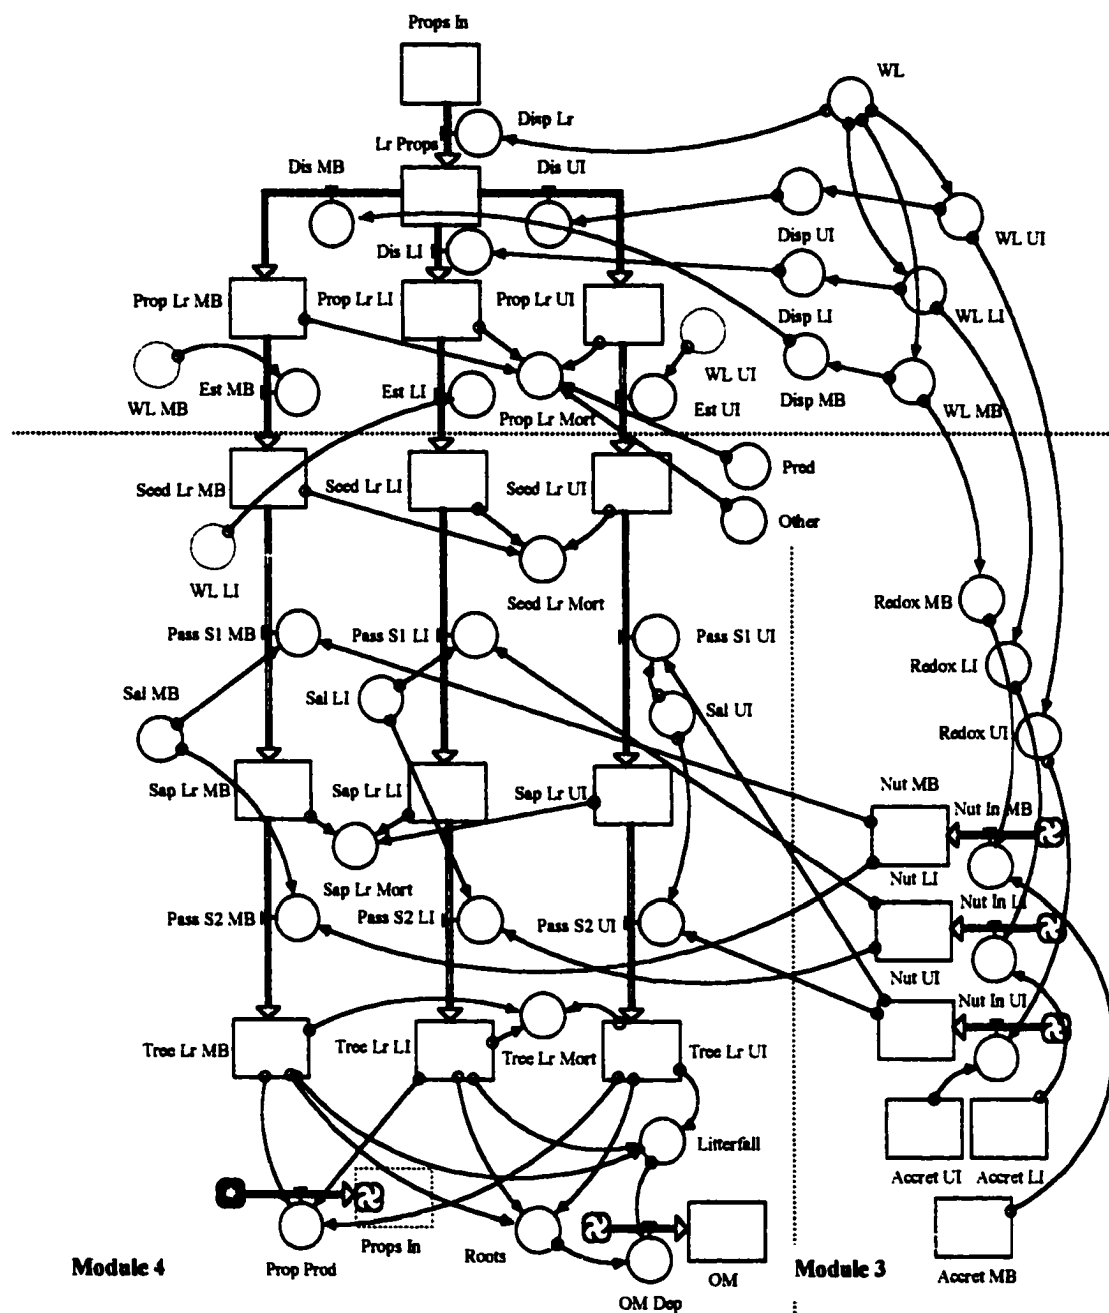 Props In
WL
Disp Lr
Lr Props
Dis MB
Dis UI
Dis LI
Disp UI
WL UI
Prop Lr MB
Prop Lr LI
Prop Lr UI
Disp LI
WL LI
WL MB
Est MB
Est LI
WL UI
Est UI
Disp MB
WL MB
Prop Lr Mort
Seed Lr MB
Seed Lr LI
Seed Lr UI
Pred
Other
WL LI
Seed Lr Mort
Redox MB
Pass S1 MB
Pass S1 LI
Pass S1 UI
Redox LI
Sal MB
Sal LI
Sal UI
Redox UI
Sap Lr MB
Sap Lr LI
Sap Lr UI
Nut MB
Nut In MB
Sap Lr Mort
Nut LI
Nut In LI
Pass S2 MB
Pass S2 LI
Pass S2 UI
Nut UI
Nut In UI
Tree Lr MB
Tree Lr LI
Tree Lr Mort
Tree Lr UI
Litterfall
Accret UI
Accret LI
Props In
Prop Prod
Roots
OM Dep
OM
Accret MB
Module 4
Module 3